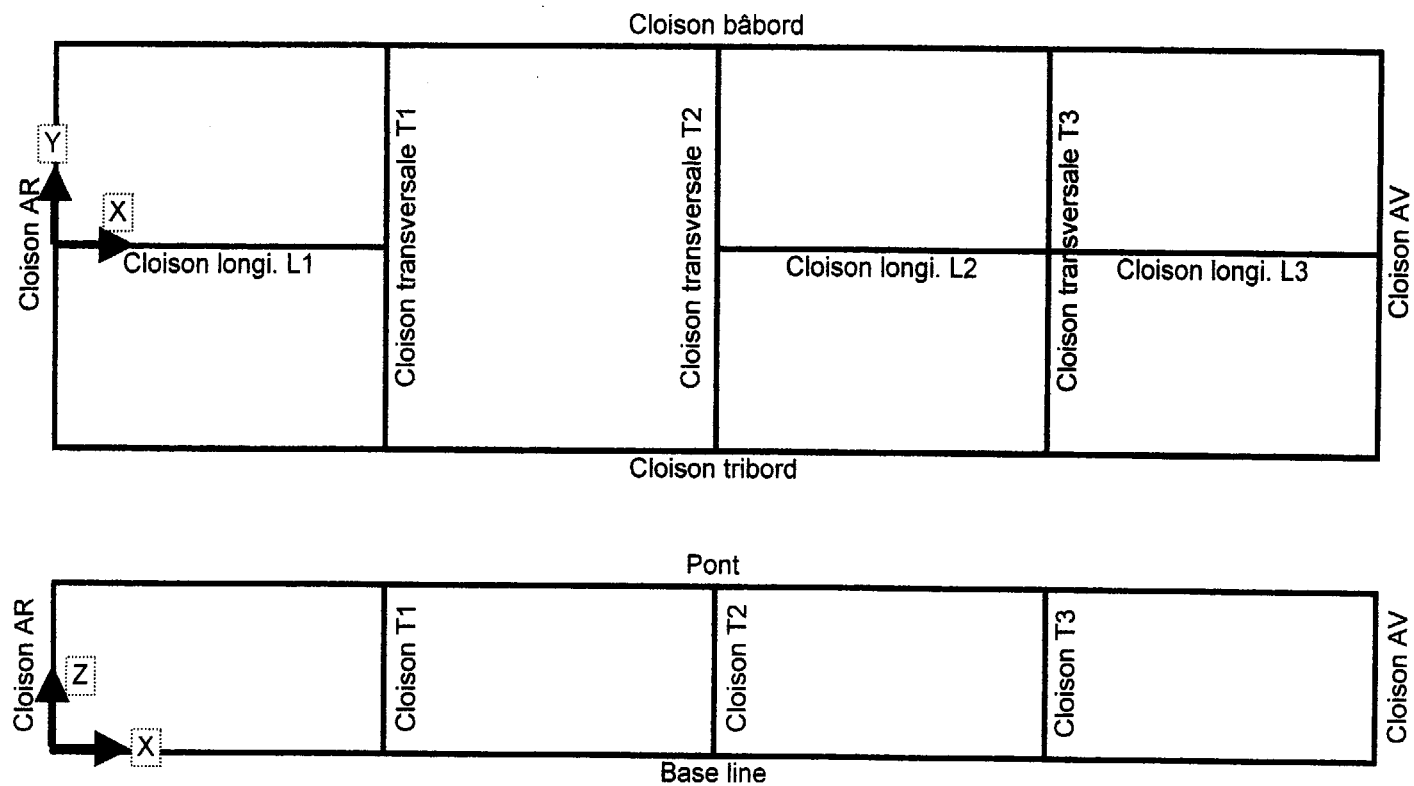 Cloison bâbord
Cloison AR
Y
X
Cloison longi. L1
Cloison transversale T1
Cloison transversale T2
Cloison longi. L2
Cloison transversale T3
Cloison longi. L3
Cloison AV
Cloison tribord
Pont
Cloison AR
Z
X
Cloison T1
Cloison T2
Cloison T3
Cloison AV
Base line